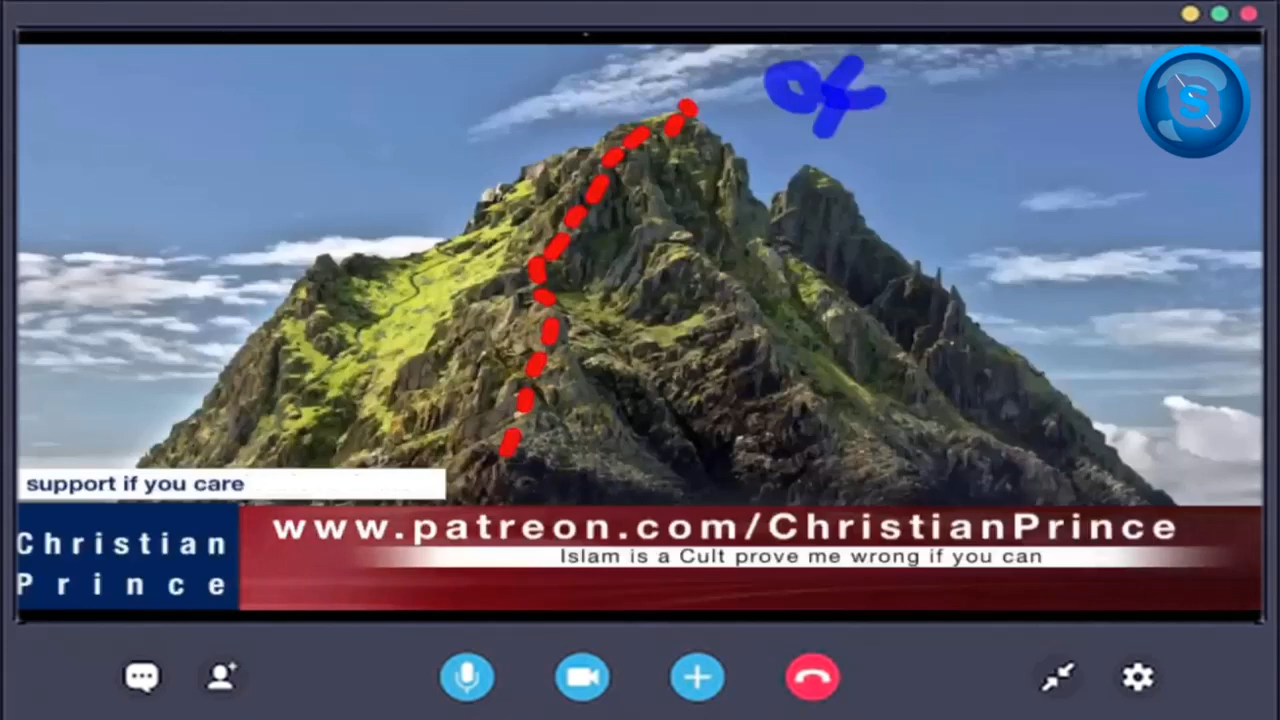 ok
S
support if you care
Christian
Prince
www.patreon.com/ChristianPrince
Islam is a Cult prove me wrong if you can